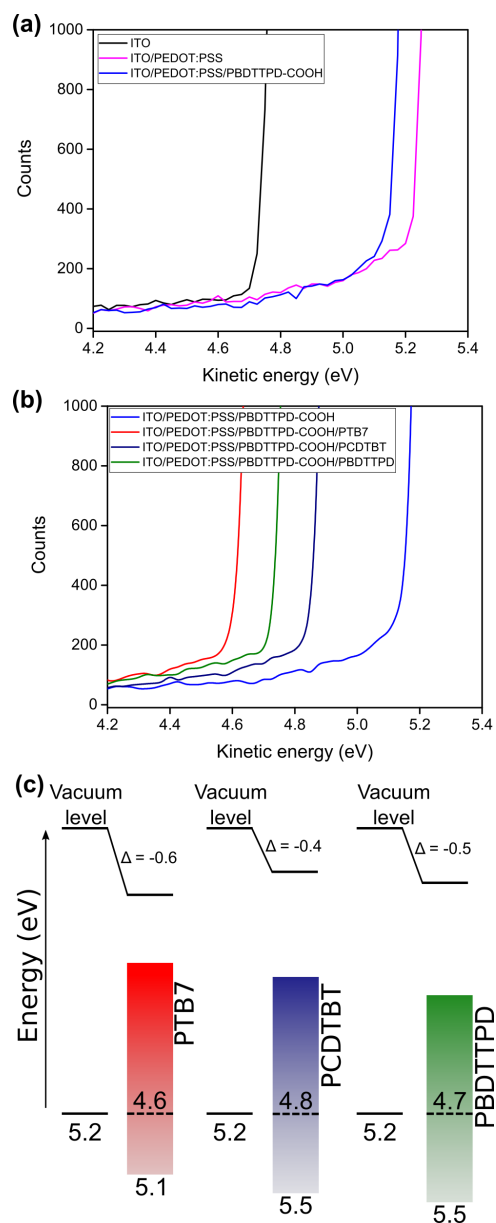 (a)
1000
800
600
400
200
0
Counts
ITO
ITO/PEDOT:PSS
ITO/PEDOT:PSS/PBDTTPD-COOH
4.2 4.4 4.6 4.8 5.0 5.2 5.4
Kinetic energy (eV)
(b)
1000
800
600
400
200
0
Counts
ITO/PEDOT:PSS/PBDTTPD-COOH
ITO/PEDOT:PSS/PBDTTPD-COOH/PTB7
ITO/PEDOT:PSS/PBDTTPD-COOH/PCDTBT
ITO/PEDOT:PSS/PBDTTPD-COOH/PBDTTPD
4.2 4.4 4.6 4.8 5.0 5.2 5.4
Kinetic energy (eV)
(c)
Energy (eV)
Vacuum
level
Δ = -0.6
4.6
5.2
5.1
PTB7
Vacuum
level
Δ = -0.4
4.8
5.2
5.5
PCDTBT
Vacuum
level
Δ = -0.5
4.7
5.2
5.5
PBDTTPD